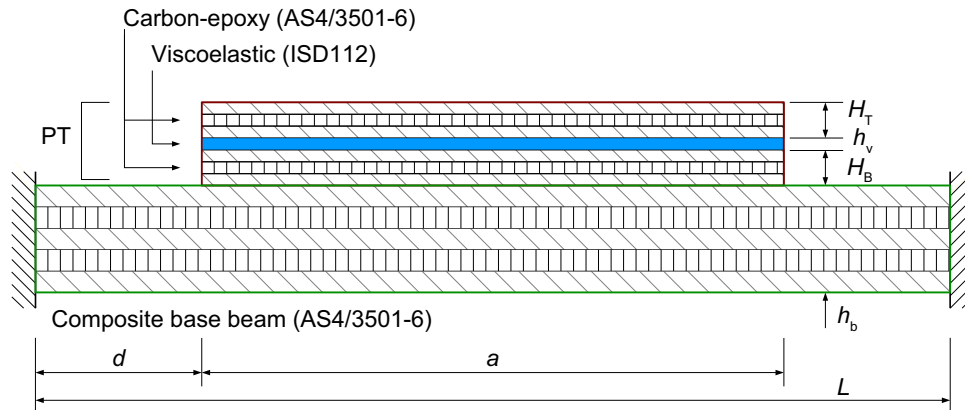 Carbon-epoxy (AS4/3501-6)
Viscoelastic (ISD112)
PT
H_T
h_v
H_B
Composite base beam (AS4/3501-6)
h_b
d
a
L